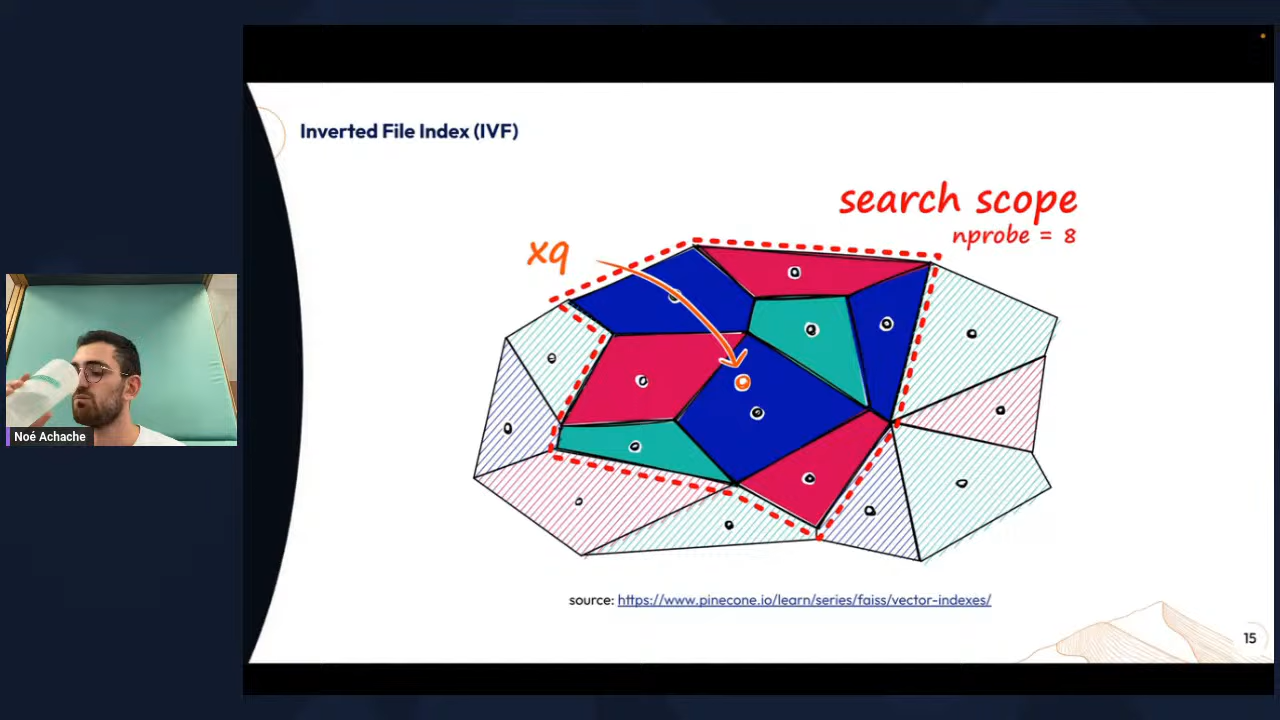 Inverted File Index (IVF)
search scope
nprobe = 8
xq
Noé Achache
source: https://www.pinecone.io/learn/series/faiss/vector-indexes/
15